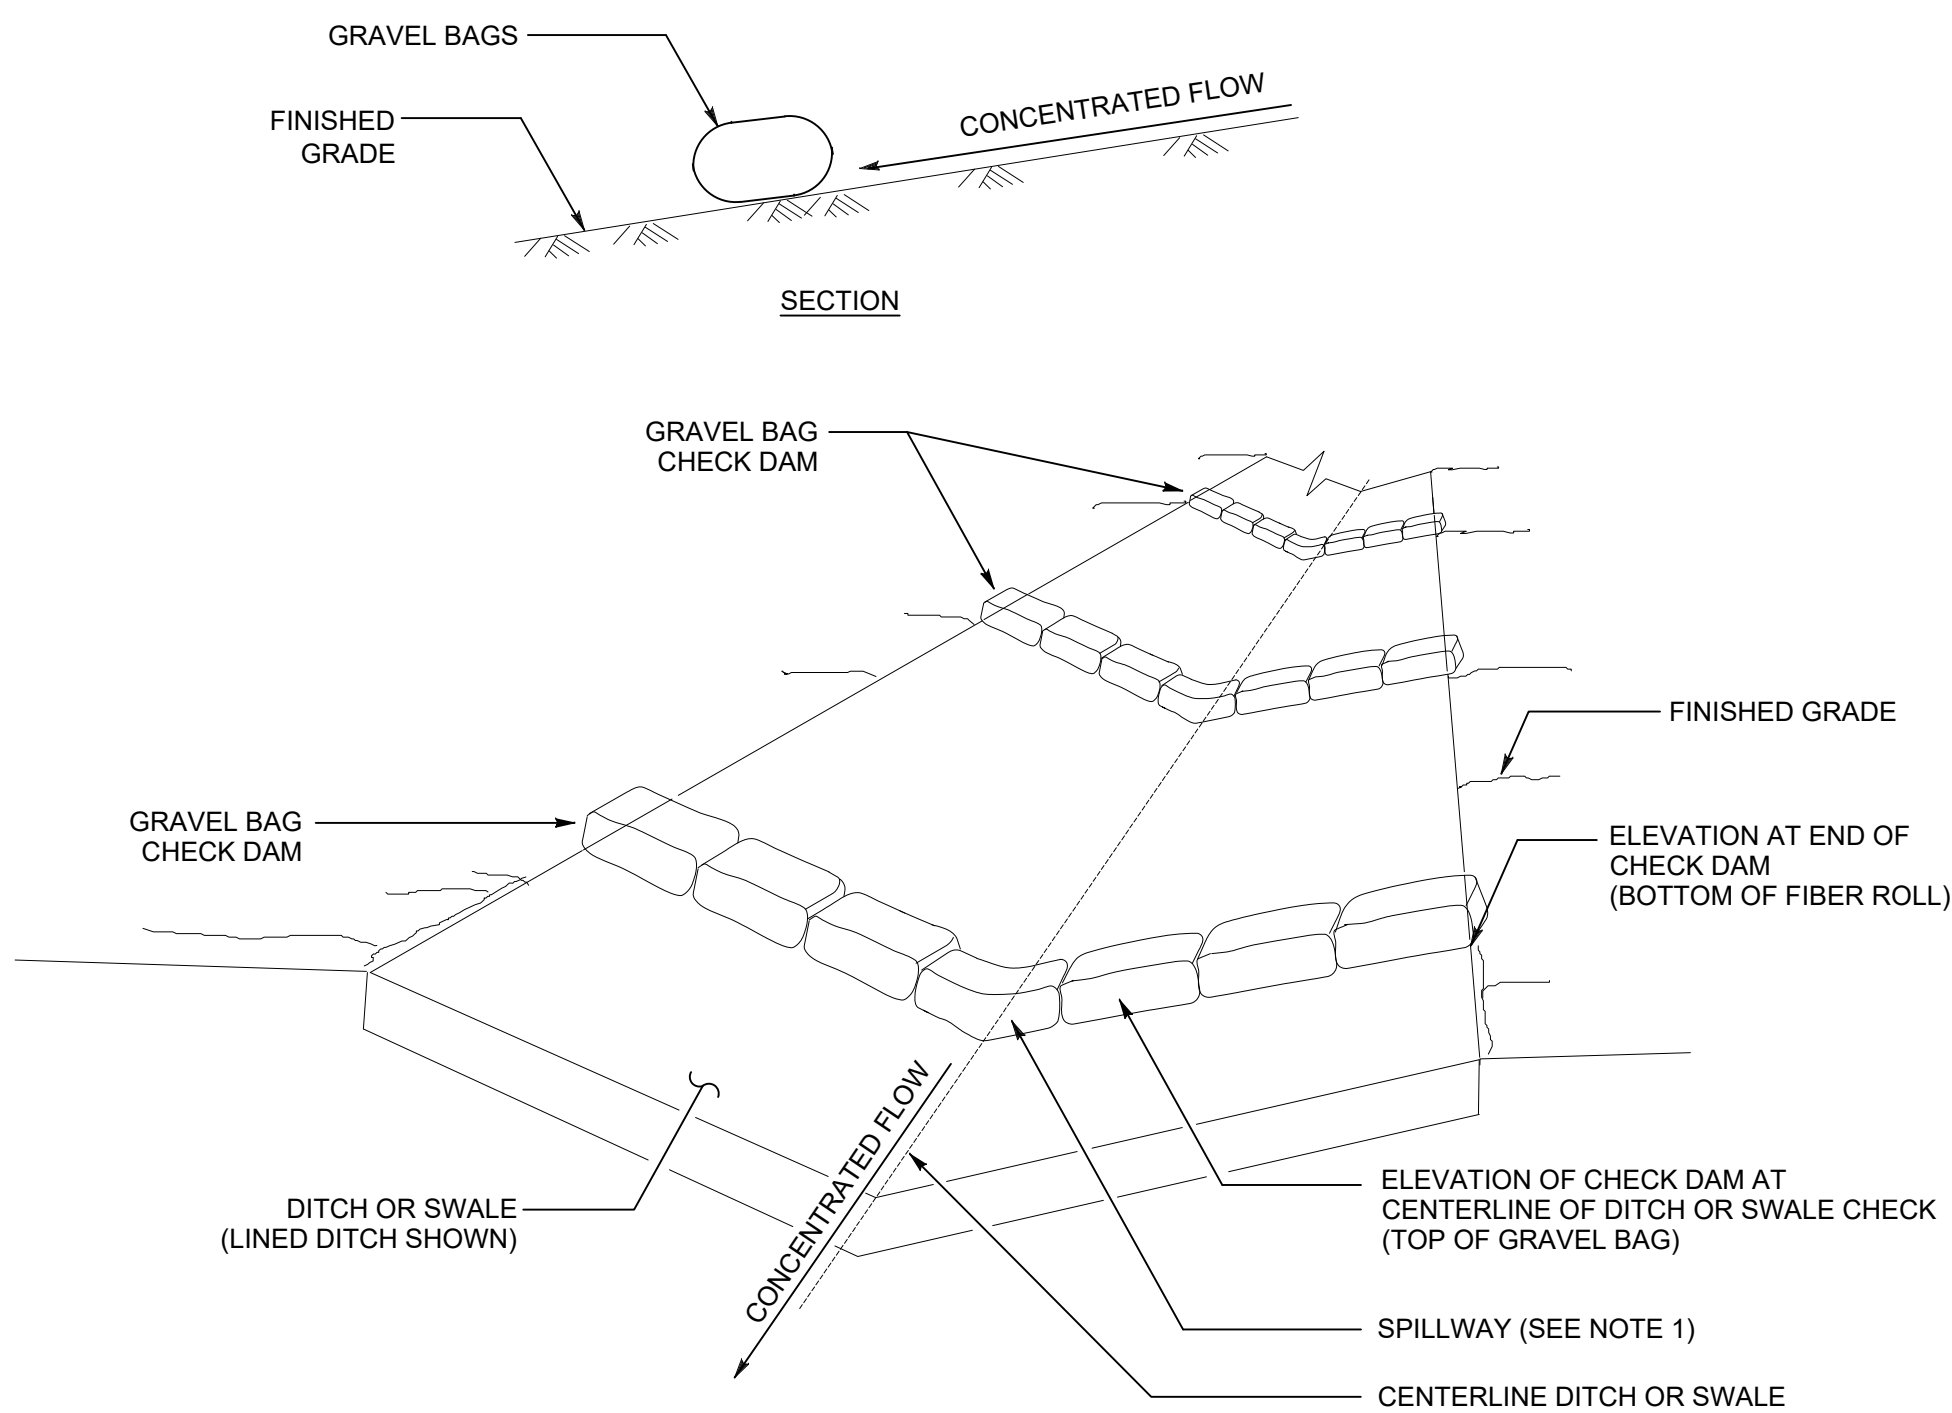 GRAVEL BAGS
FINISHED
GRADE
CONCENTRATED FLOW
SECTION
GRAVEL BAG
CHECK DAM
FINISHED GRADE
GRAVEL BAG
CHECK DAM
ELEVATION AT END OF
CHECK DAM
(BOTTOM OF FIBER ROLL)
CONCENTRATED FLOW
DITCH OR SWALE
(LINED DITCH SHOWN)
ELEVATION OF CHECK DAM AT
CENTERLINE OF DITCH OR SWALE CHECK
(TOP OF GRAVEL BAG)
SPILLWAY (SEE NOTE 1)
CENTERLINE DITCH OR SWALE